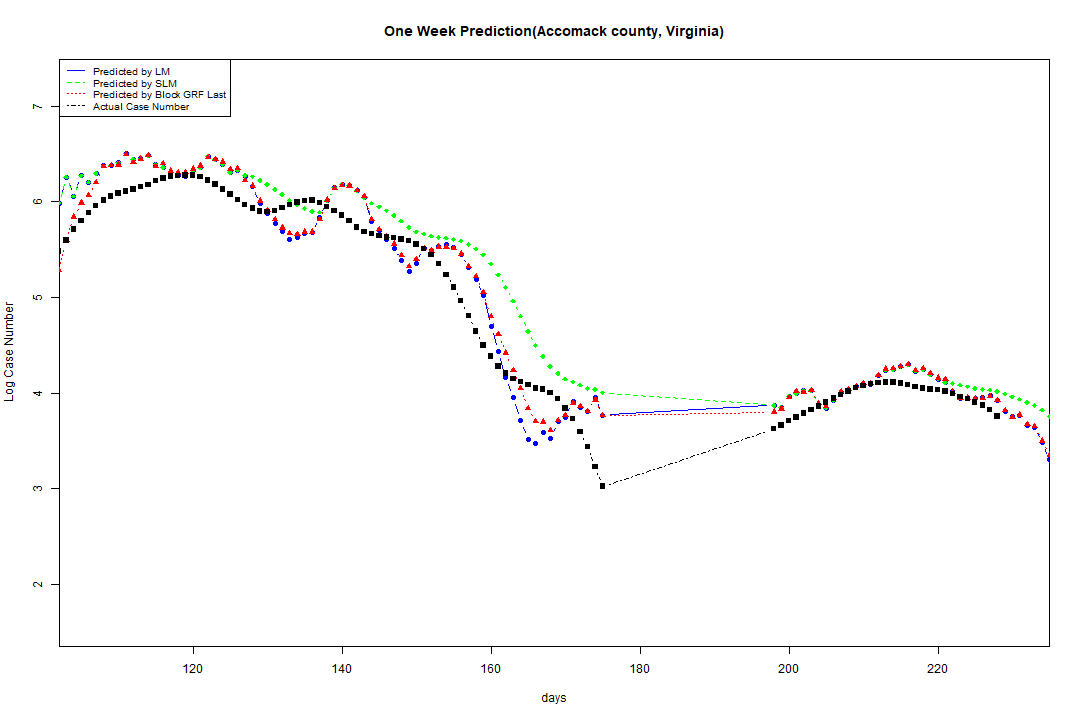 One Week Prediction(Accomack county, Virginia)
Predicted by LM
Predicted by SLM
Predicted by Block GRF Last
Actual Case Number
7
6
5
4
3
2
Log Case Number
120 140 160 180 200 220
days